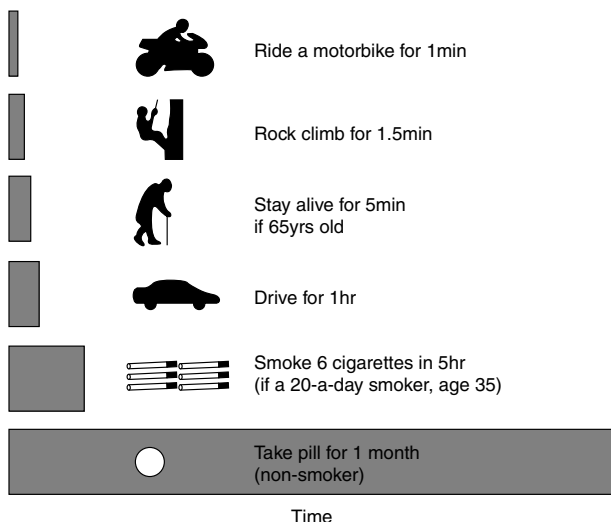 Ride a motorbike for 1min
Rock climb for 1.5min
Stay alive for 5min
if 65yrs old
Drive for 1hr
Smoke 6 cigarettes in 5hr
(if a 20-a-day smoker, age 35)
Take pill for 1 month
(non-smoker)
Time